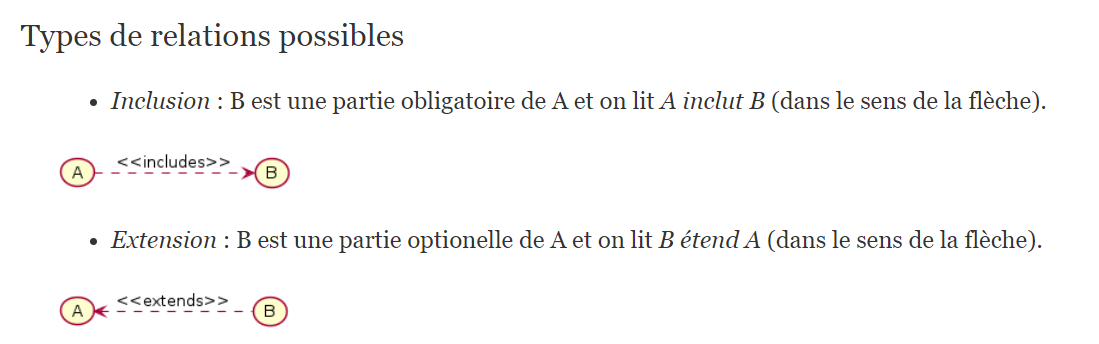 Types de relations possibles
• Inclusion : B est une partie obligatoire de A et on lit A inclut B (dans le sens de la flèche).
A <<includes>> B
• Extension : B est une partie optionelle de A et on lit B étend A (dans le sens de la flèche).
A <<extends>> B